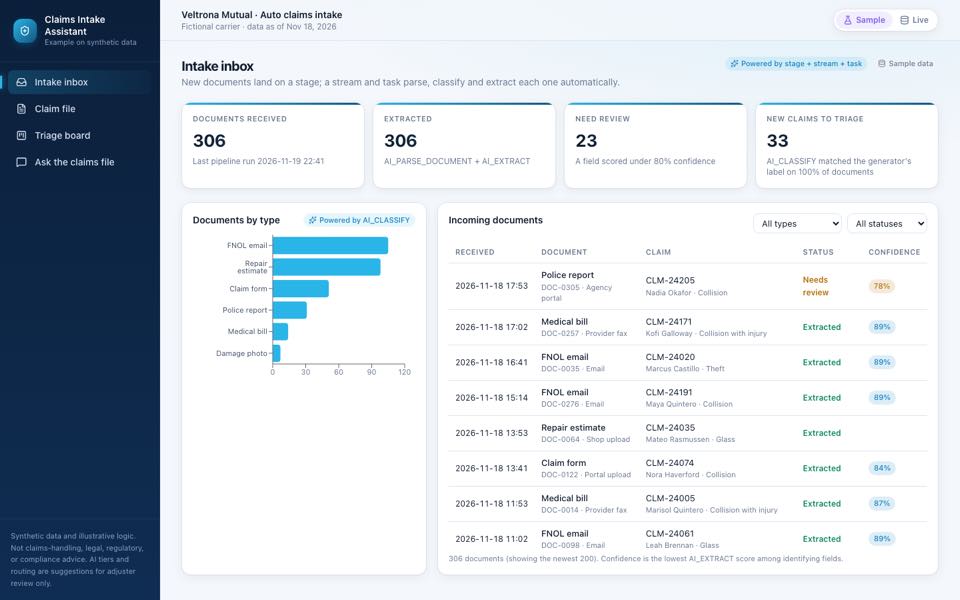 Claims Intake
Assistant
Example on synthetic data
Intake inbox
Claim file
Triage board
Ask the claims file
Synthetic data and illustrative logic.
Not claims-handling, legal, regulatory,
or compliance advice. AI tiers and
routing are suggestions for adjuster
review only.
Veltrona Mutual · Auto claims intake
Fictional carrier · data as of Nov 18, 2026
Sample
Live
Intake inbox
New documents land on a stage; a stream and task parse, classify and extract each one automatically.
Powered by stage + stream + task
Sample data
DOCUMENTS RECEIVED
306
Last pipeline run 2026-11-19 22:41
EXTRACTED
306
AI_PARSE_DOCUMENT + AI_EXTRACT
NEED REVIEW
23
A field scored under 80% confidence
NEW CLAIMS TO TRIAGE
33
AI_CLASSIFY matched the generator's
label on 100% of documents
Documents by type
Powered by AI_CLASSIFY
FNOL email
Repair
estimate
Claim form
Police report
Medical bill
Damage photo
0 30 60 90 120
Incoming documents
All types
All statuses
RECEIVED DOCUMENT CLAIM STATUS CONFIDENCE
2026-11-18 17:53
Police report
DOC-0305 · Agency
portal
CLM-24205
Nadia Okafor · Collision
Needs
review
78%
2026-11-18 17:02
Medical bill
DOC-0257 · Provider fax
CLM-24171
Kofi Galloway · Collision with injury
Extracted
89%
2026-11-18 16:41
FNOL email
DOC-0035 · Email
CLM-24020
Marcus Castillo · Theft
Extracted
89%
2026-11-18 15:14
FNOL email
DOC-0276 · Email
CLM-24191
Maya Quintero · Collision
Extracted
89%
2026-11-18 13:53
Repair estimate
DOC-0064 · Shop upload
CLM-24035
Mateo Rasmussen · Glass
Extracted
2026-11-18 13:41
Claim form
DOC-0122 · Portal upload
CLM-24074
Nora Haverford · Collision
Extracted
84%
2026-11-18 11:53
Medical bill
DOC-0014 · Provider fax
CLM-24005
Marisol Quintero · Collision with injury
Extracted
87%
2026-11-18 11:02
FNOL email
DOC-0098 · Email
CLM-24061
Leah Brennan · Glass
Extracted
89%
306 documents (showing the newest 200). Confidence is the lowest AI_EXTRACT score among identifying fields.